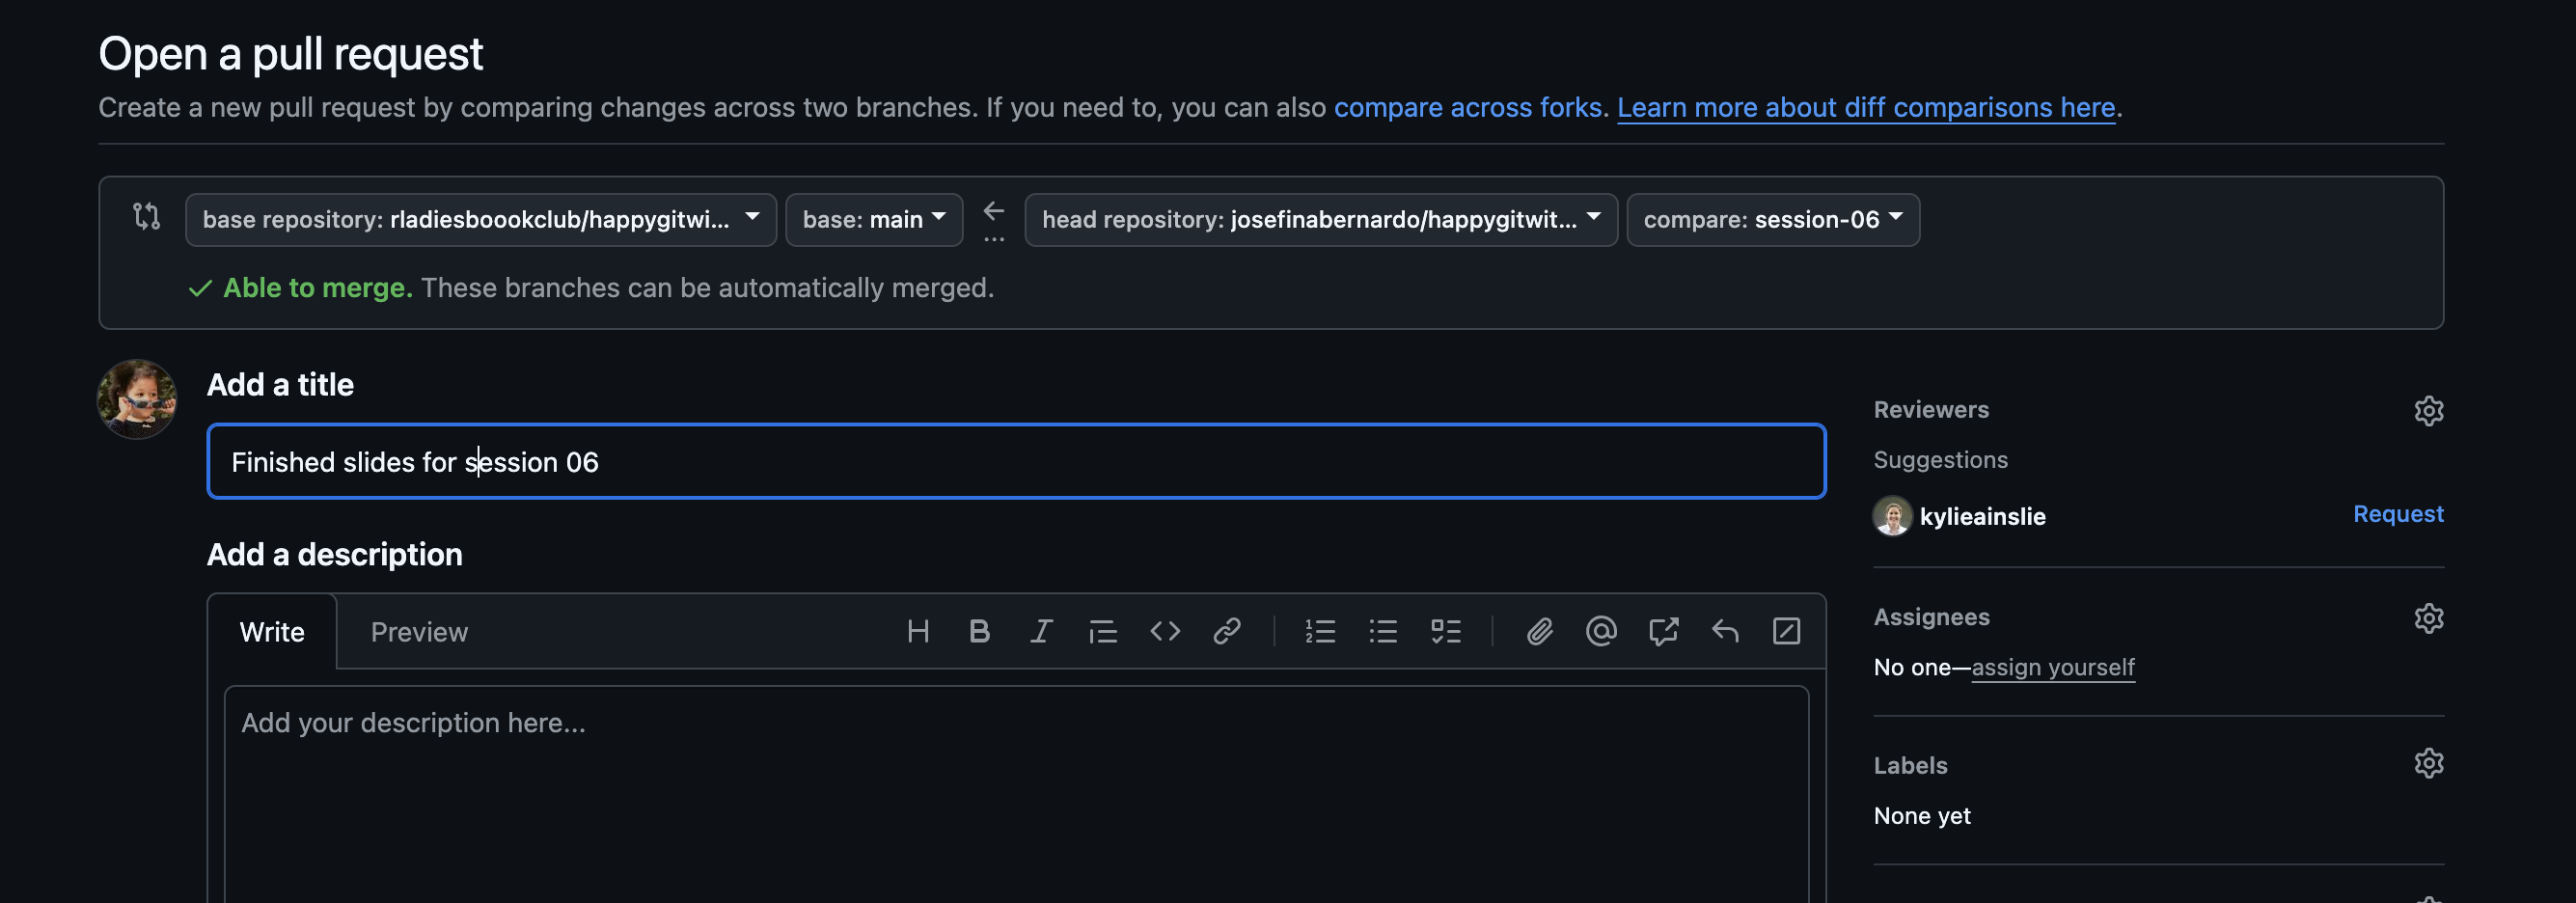 Open a pull request
Create a new pull request by comparing changes across two branches. If you need to, you can also compare across forks. Learn more about diff comparisons here.
base repository: rladiesboookclub/happygitwi... base: main ... head repository: josefinabernardo/happygitwit... compare: session-06
Able to merge. These branches can be automatically merged.
Add a title
Finished slides for session 06
Add a description
Write Preview
Add your description here...
Reviewers
Suggestions
kylieainslie Request
Assignees
No one—assign yourself
Labels
None yet